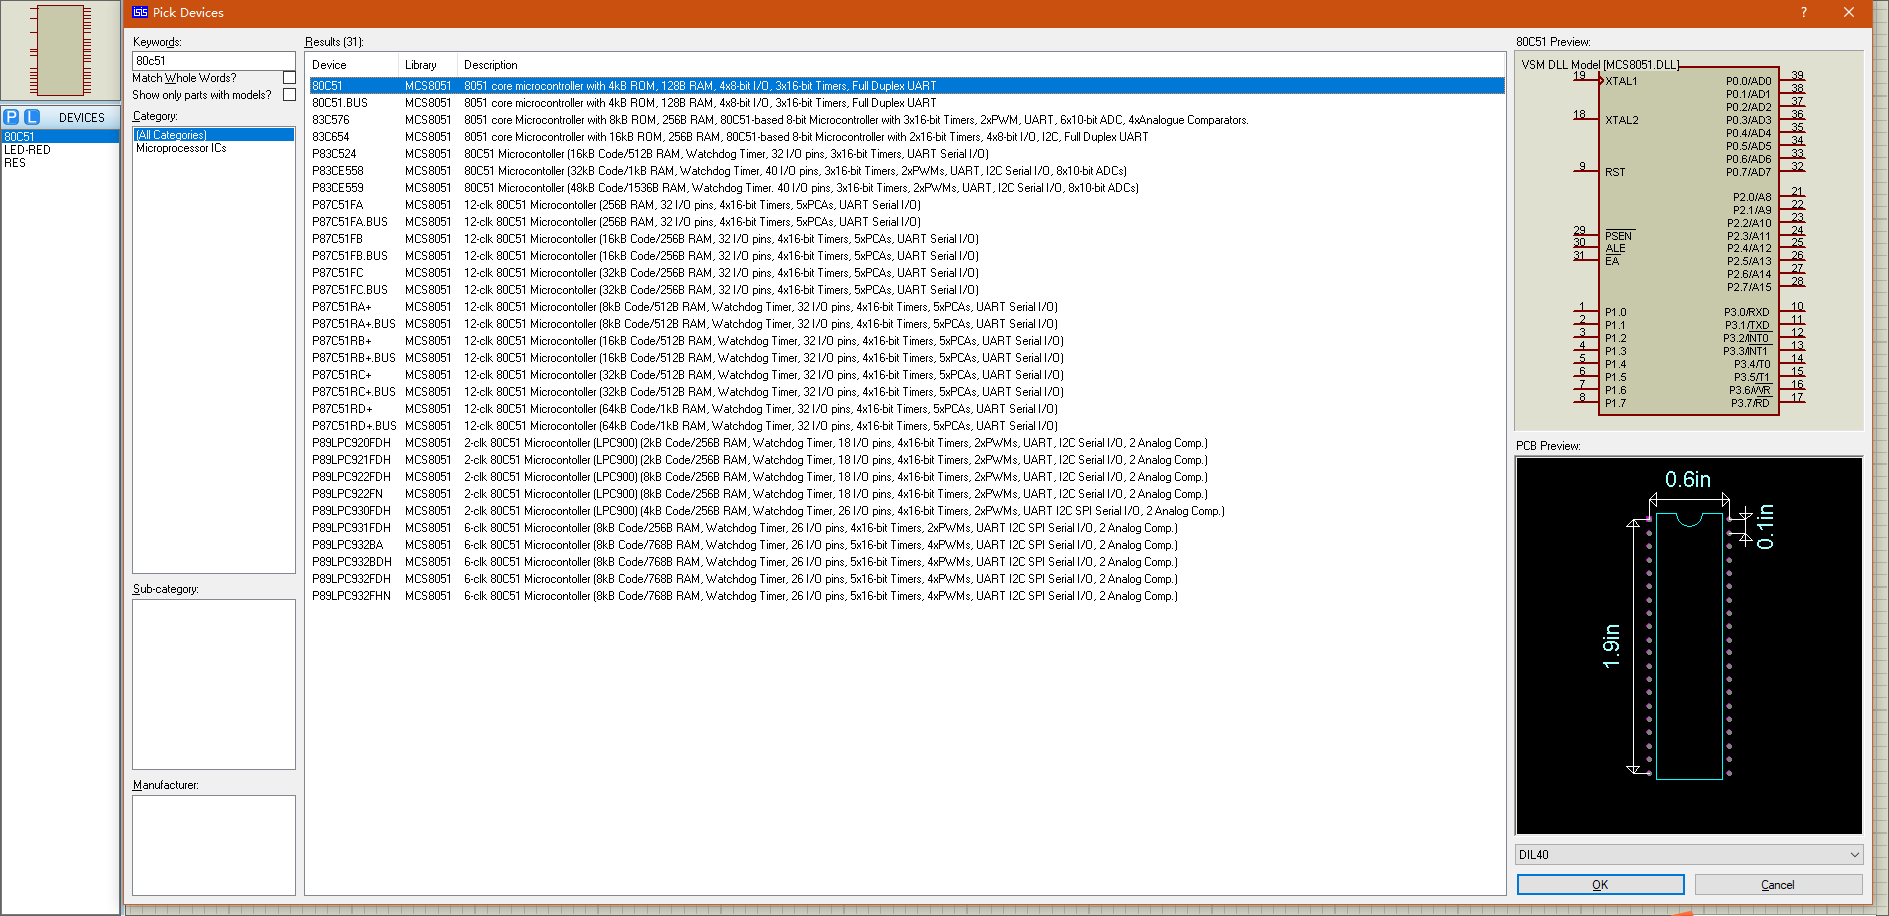 Pick Devices
?
P L DEVICES
80C51
LED-RED
RES
Keywords:
80c51
Match Whole Words?
Show only parts with models?
Category:
(All Categories)
Microprocessor ICs
Sub-category:
Manufacturer:
Results (31):
Device Library Description
80C51 MCS8051 8051 core microcontroller with 4kB ROM, 128B RAM, 4x8-bit I/O, 3x16-bit Timers, Full Duplex UART
80C51.BUS MCS8051 8051 core microcontroller with 4kB ROM, 128B RAM, 4x8-bit I/O, 3x16-bit Timers, Full Duplex UART
83C576 MCS8051 8051 core Microcontroller with 8kB ROM, 256B RAM, 80C51-based 8-bit Microcontroller with 3x16-bit Timers, 2xPWM, UART, 6x10-bit ADC, 4xAnalogue Comparators.
83C654 MCS8051 8051 core Microcontroller with 16kB ROM, 256B RAM, 80C51-based 8-bit Microcontroller with 2x16-bit Timers, 4x8-bit I/O, I2C, Full Duplex UART
P83C524 MCS8051 80C51 Microcontoller (16kB Code/512B RAM, Watchdog Timer, 32 I/O pins, 3x16-bit Timers, UART Serial I/O)
P83CE558 MCS8051 80C51 Microcontoller (32kB Code/1kB RAM, Watchdog Timer, 40 I/O pins, 3x16-bit Timers, 2xPWMs, UART, I2C Serial I/O, 8x10-bit ADCs)
P83CE559 MCS8051 80C51 Microcontoller (48kB Code/1536B RAM, Watchdog Timer. 40 I/O pins, 3x16-bit Timers, 2xPWMs, UART, I2C Serial I/O, 8x10-bit ADCs)
P87C51FA MCS8051 12-clk 80C51 Microcontoller (256B RAM, 32 I/O pins, 4x16-bit Timers, 5xPCAs, UART Serial I/O)
P87C51FA.BUS MCS8051 12-clk 80C51 Microcontoller (256B RAM, 32 I/O pins, 4x16-bit Timers, 5xPCAs, UART Serial I/O)
P87C51FB MCS8051 12-clk 80C51 Microcontoller (16kB Code/256B RAM, 32 I/O pins, 4x16-bit Timers, 5xPCAs, UART Serial I/O)
P87C51FB.BUS MCS8051 12-clk 80C51 Microcontoller (16kB Code/256B RAM, 32 I/O pins, 4x16-bit Timers, 5xPCAs, UART Serial I/O)
P87C51FC MCS8051 12-clk 80C51 Microcontoller (32kB Code/256B RAM, 32 I/O pins, 4x16-bit Timers, 5xPCAs, UART Serial I/O)
P87C51FC.BUS MCS8051 12-clk 80C51 Microcontoller (32kB Code/256B RAM, 32 I/O pins, 4x16-bit Timers, 5xPCAs, UART Serial I/O)
P87C51RA+ MCS8051 12-clk 80C51 Microcontoller (8kB Code/512B RAM, Watchdog Timer, 32 I/O pins, 4x16-bit Timers, 5xPCAs, UART Serial I/O)
P87C51RA+.BUS MCS8051 12-clk 80C51 Microcontoller (8kB Code/512B RAM, Watchdog Timer, 32 I/O pins, 4x16-bit Timers, 5xPCAs, UART Serial I/O)
P87C51RB+ MCS8051 12-clk 80C51 Microcontoller (16kB Code/512B RAM, Watchdog Timer, 32 I/O pins, 4x16-bit Timers, 5xPCAs, UART Serial I/O)
P87C51RB+.BUS MCS8051 12-clk 80C51 Microcontoller (16kB Code/512B RAM, Watchdog Timer, 32 I/O pins, 4x16-bit Timers, 5xPCAs, UART Serial I/O)
P87C51RC+ MCS8051 12-clk 80C51 Microcontoller (32kB Code/512B RAM, Watchdog Timer, 32 I/O pins, 4x16-bit Timers, 5xPCAs, UART Serial I/O)
P87C51RC+.BUS MCS8051 12-clk 80C51 Microcontoller (32kB Code/512B RAM, Watchdog Timer, 32 I/O pins, 4x16-bit Timers, 5xPCAs, UART Serial I/O)
P87C51RD+ MCS8051 12-clk 80C51 Microcontoller (64kB Code/1kB RAM, Watchdog Timer, 32 I/O pins, 4x16-bit Timers, 5xPCAs, UART Serial I/O)
P87C51RD+.BUS MCS8051 12-clk 80C51 Microcontoller (64kB Code/1kB RAM, Watchdog Timer, 32 I/O pins, 4x16-bit Timers, 5xPCAs, UART Serial I/O)
P89LPC920FDH MCS8051 2-clk 80C51 Microcontoller (LPC900) (2kB Code/256B RAM, Watchdog Timer, 18 I/O pins, 4x16-bit Timers, 2xPWMs, UART, I2C Serial I/O, 2 Analog Comp.)
P89LPC921FDH MCS8051 2-clk 80C51 Microcontoller (LPC900) (2kB Code/256B RAM, Watchdog Timer, 18 I/O pins, 4x16-bit Timers, 2xPWMs, UART, I2C Serial I/O, 2 Analog Comp.)
P89LPC922FDH MCS8051 2-clk 80C51 Microcontoller (LPC900) (8kB Code/256B RAM, Watchdog Timer, 18 I/O pins, 4x16-bit Timers, 2xPWMs, UART, I2C Serial I/O, 2 Analog Comp.)
P89LPC922FN MCS8051 2-clk 80C51 Microcontoller (LPC900) (8kB Code/256B RAM, Watchdog Timer, 18 I/O pins, 4x16-bit Timers, 2xPWMs, UART, I2C Serial I/O, 2 Analog Comp.)
P89LPC930FDH MCS8051 2-clk 80C51 Microcontoller (LPC900) (4kB Code/256B RAM, Watchdog Timer, 26 I/O pins, 4x16-bit Timers, 2xPWMs, UART I2C SPI Serial I/O, 2 Analog Comp.)
P89LPC931FDH MCS8051 6-clk 80C51 Microcontoller (8kB Code/256B RAM, Watchdog Timer, 26 I/O pins, 4x16-bit Timers, 2xPWMs, UART I2C SPI Serial I/O, 2 Analog Comp.)
P89LPC932BA MCS8051 6-clk 80C51 Microcontoller (8kB Code/768B RAM, Watchdog Timer, 26 I/O pins, 5x16-bit Timers, 4xPWMs, UART I2C SPI Serial I/O, 2 Analog Comp.)
P89LPC932BDH MCS8051 6-clk 80C51 Microcontoller (8kB Code/768B RAM, Watchdog Timer, 26 I/O pins, 5x16-bit Timers, 4xPWMs, UART I2C SPI Serial I/O, 2 Analog Comp.)
P89LPC932FDH MCS8051 6-clk 80C51 Microcontoller (8kB Code/768B RAM, Watchdog Timer, 26 I/O pins, 5x16-bit Timers, 4xPWMs, UART I2C SPI Serial I/O, 2 Analog Comp.)
P89LPC932FHN MCS8051 6-clk 80C51 Microcontoller (8kB Code/768B RAM, Watchdog Timer, 26 I/O pins, 5x16-bit Timers, 4xPWMs, UART I2C SPI Serial I/O, 2 Analog Comp.)
80C51 Preview:
VSM DLL Model [MCS8051.DLL]
19 XTAL1 P0.0/AD0 39
P0.1/AD1 38
P0.2/AD2 37
18 XTAL2 P0.3/AD3 36
P0.4/AD4 35
P0.5/AD5 34
P0.6/AD6 33
9 RST P0.7/AD7 32
P2.0/A8 21
P2.1/A9 22
P2.2/A10 23
29 PSEN P2.3/A11 24
30 ALE P2.4/A12 25
31 EA P2.5/A13 26
P2.6/A14 27
P2.7/A15 28
1 P1.0 P3.0/RXD 10
2 P1.1 P3.1/TXD 11
3 P1.2 P3.2/INT0 12
4 P1.3 P3.3/INT1 13
5 P1.4 P3.4/T0 14
6 P1.5 P3.5/T1 15
7 P1.6 P3.6/WR 16
8 P1.7 P3.7/RD 17
PCB Preview:
0.6in
0.1in
1.9in
DIL40
OK
Cancel